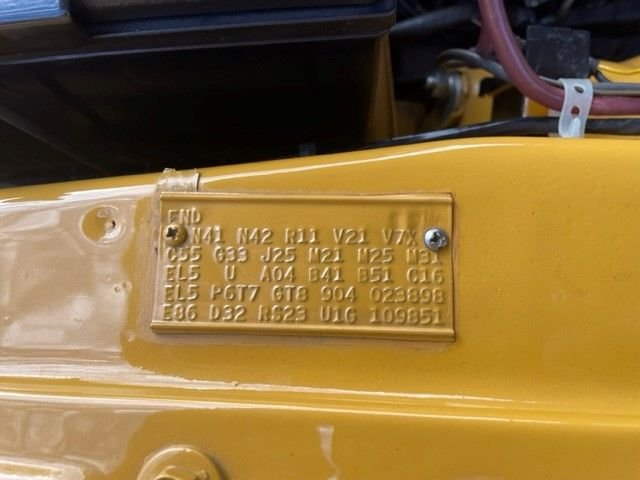 END
N41 N42 R11 V21 V7X
C55 G33 J25 M21 M25 M31
EL5 U A04 B41 B51 C16
EL5 P6T7 GT8 904 023898
E86 D32 RS23 U1G 109851